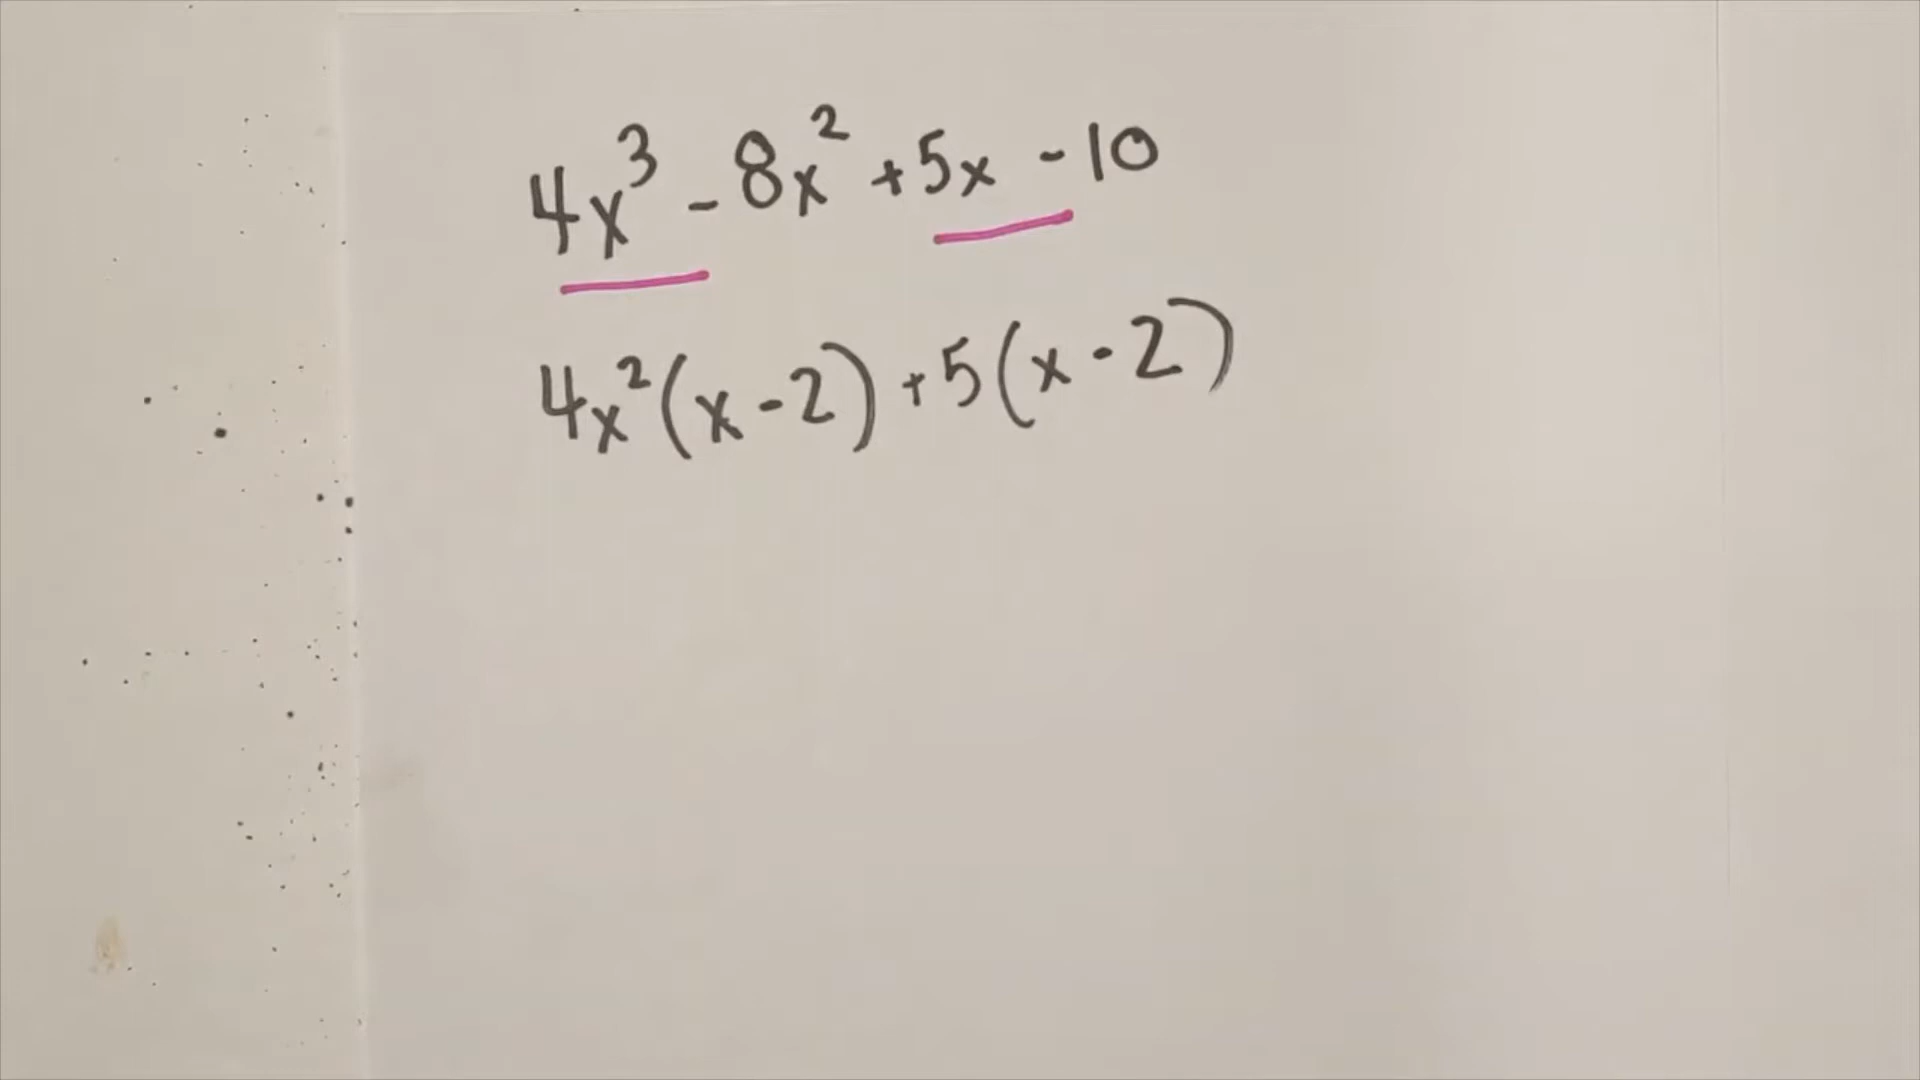 4x³ - 8x² + 5x - 10
4x²(x - 2) + 5(x - 2)